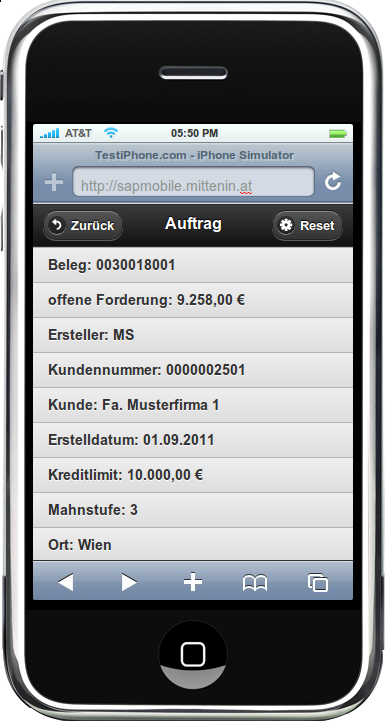 AT&T 05:50 PM
TestiPhone.com - iPhone Simulator
http://sapmobile.mittenin.at
Zurück Auftrag Reset
Beleg: 0030018001
offene Forderung: 9.258,00 €
Ersteller: MS
Kundennummer: 0000002501
Kunde: Fa. Musterfirma 1
Erstelldatum: 01.09.2011
Kreditlimit: 10.000,00 €
Mahnstufe: 3
Ort: Wien